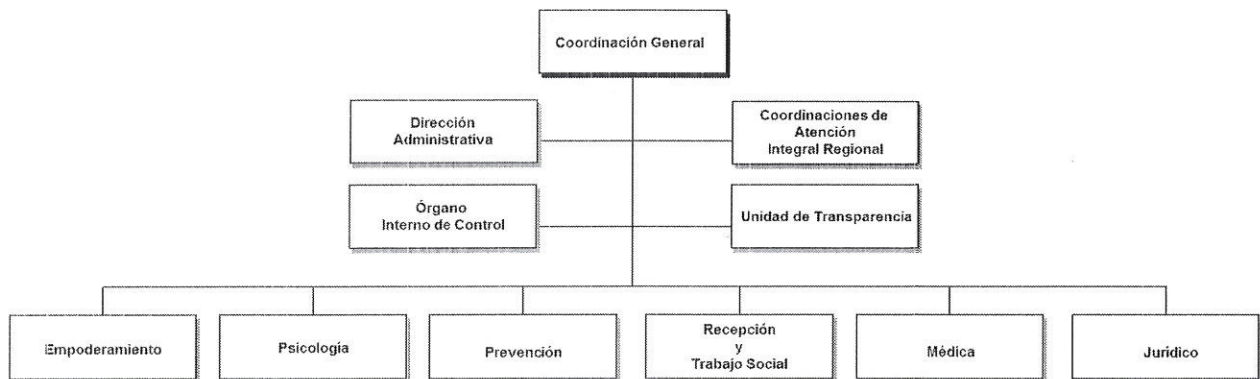 Coordinación General
Dirección
Administrativa
Coordinaciones de
Atención
Integral Regional
Órgano
Interno de Control
Unidad de Transparencia
Empoderamiento
Psicología
Prevención
Recepción
y
Trabajo Social
Médica
Jurídico